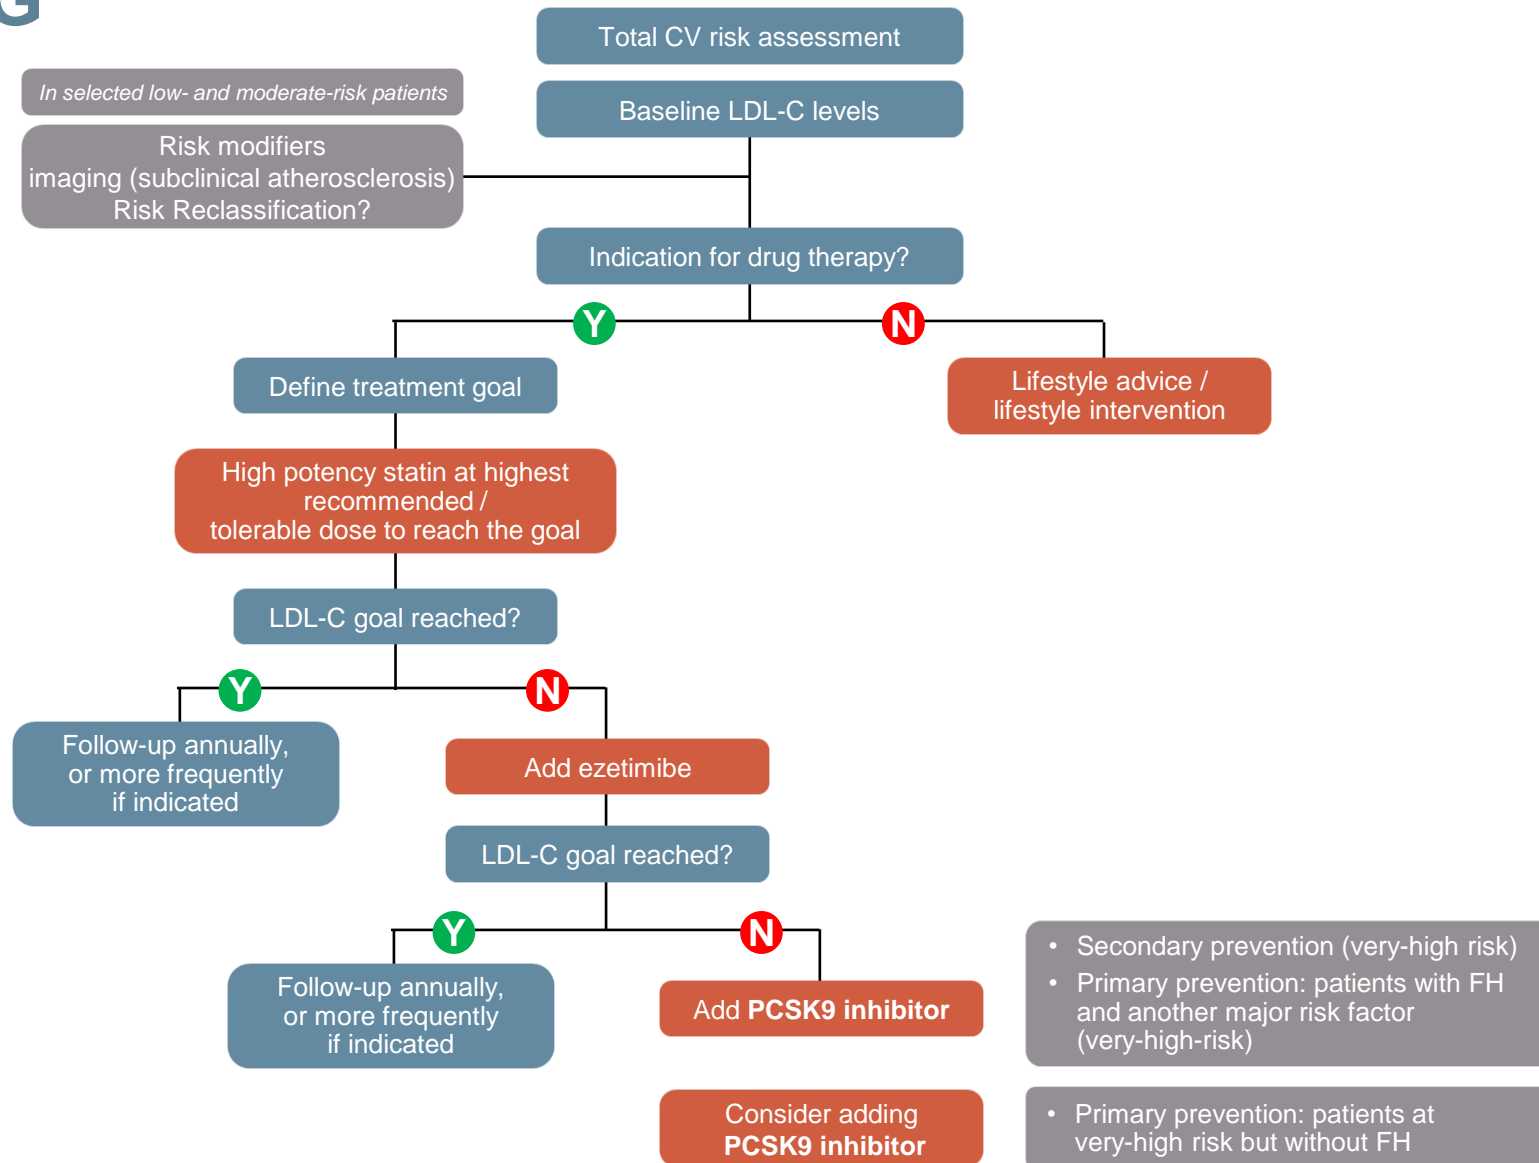 G
Total CV risk assessment
In selected low- and moderate-risk patients
Baseline LDL-C levels
Risk modifiers
imaging (subclinical atherosclerosis)
Risk Reclassification?
Indication for drug therapy?
Y
N
Define treatment goal
Lifestyle advice /
lifestyle intervention
High potency statin at highest
recommended /
tolerable dose to reach the goal
LDL-C goal reached?
Y
N
Follow-up annually,
or more frequently
if indicated
Add ezetimibe
LDL-C goal reached?
Y
N
Follow-up annually,
or more frequently
if indicated
Add PCSK9 inhibitor
• Secondary prevention (very-high risk)
• Primary prevention: patients with FH
and another major risk factor
(very-high-risk)
Consider adding
PCSK9 inhibitor
• Primary prevention: patients at
very-high risk but without FH